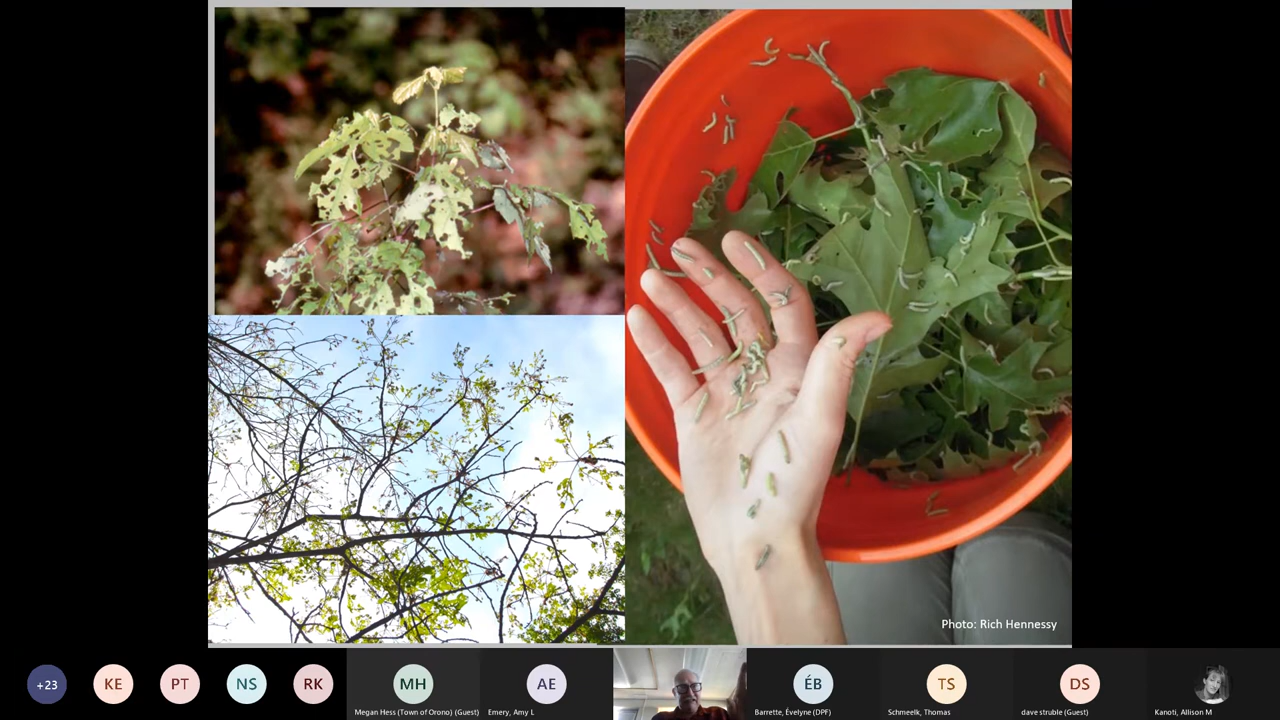 Photo: Rich Hennessy
+23
KE
PT
NS
RK
MH
Megan Hess (Town of Orono) (Guest)
AE
Emery, Amy L
ÉB
Barrette, Évelyne (DPF)
TS
Schmeelk, Thomas
DS
dave struble (Guest)
Kanoti, Allison M